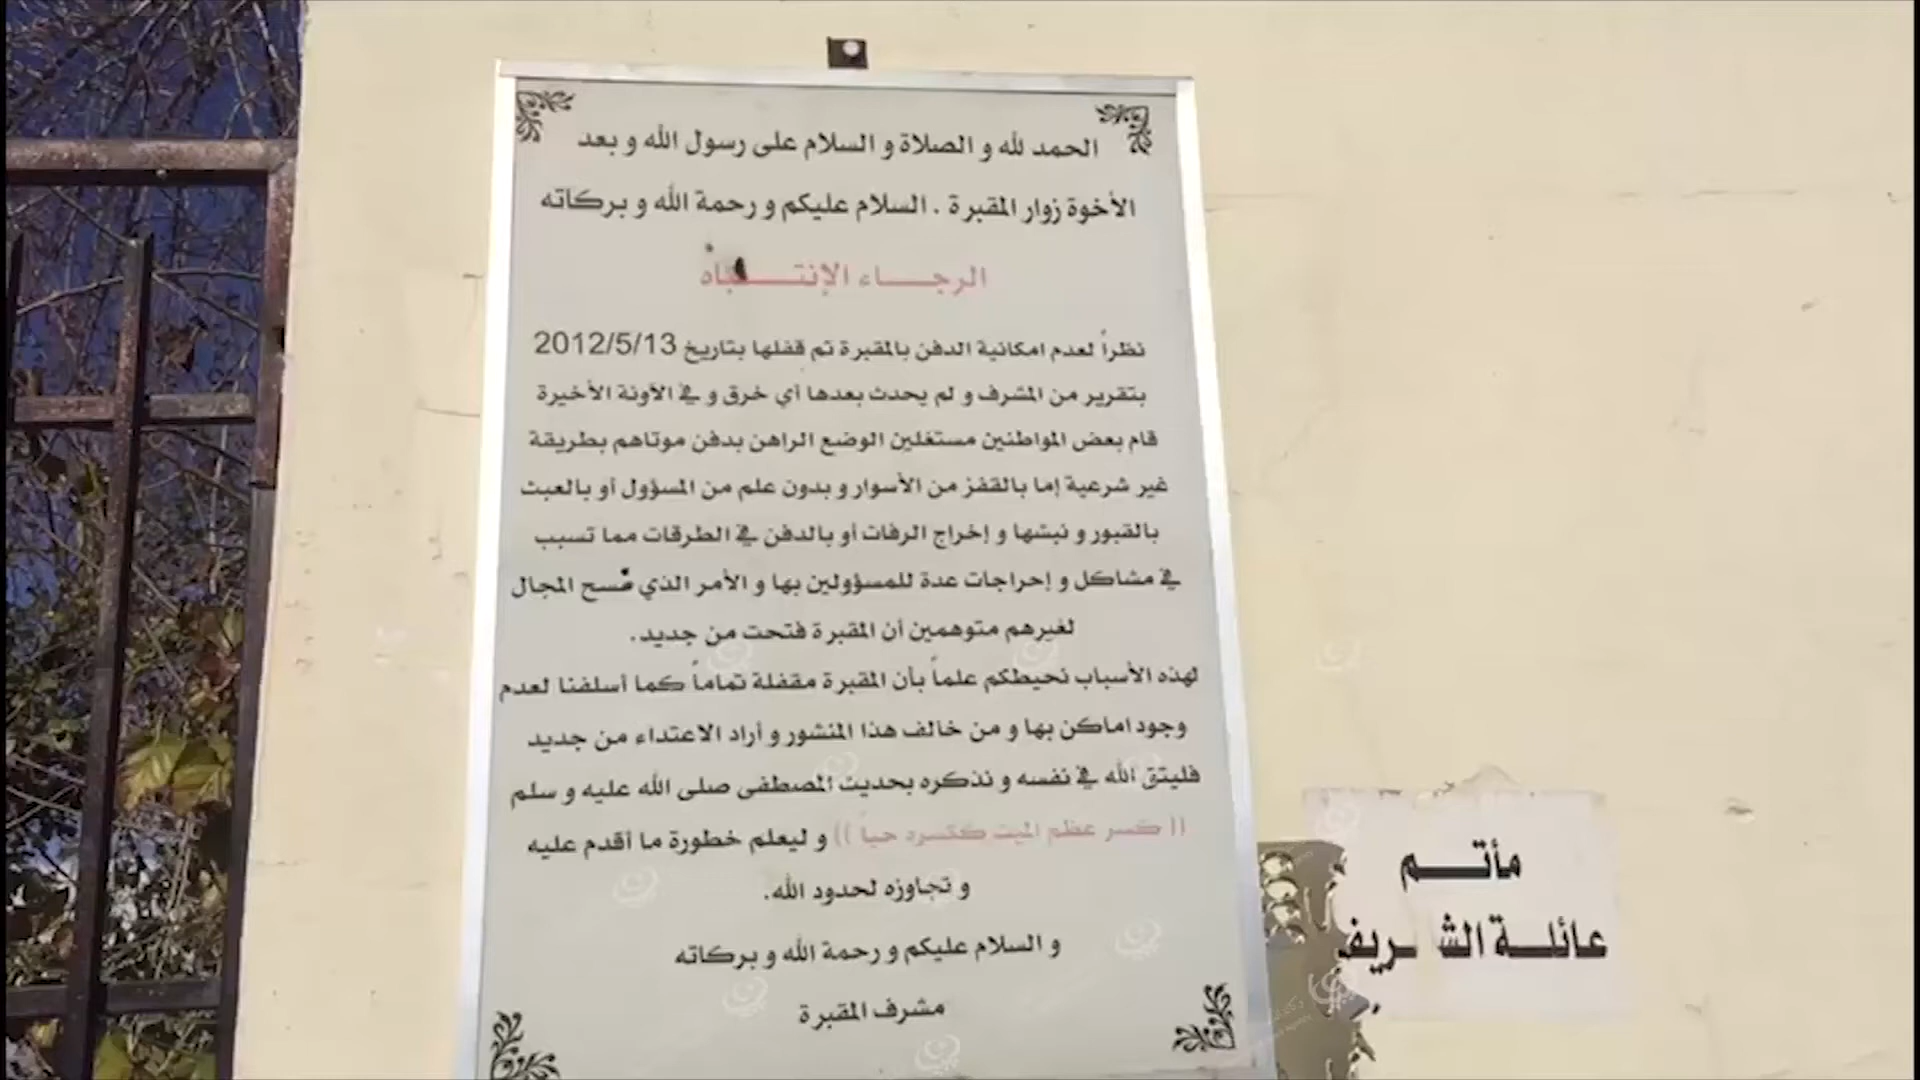 الحمد لله و الصلاة و السلام على رسول الله و بعد
الأخوة زوار المقبرة . السلام عليكم و رحمة الله و بركاته
الرجـــاء الإنتـــباه
نظراً لعدم امكانية الدفن بالمقبرة تم قفلها بتاريخ 2012/5/13
بتقرير من المشرف و لم يحدث بعدها أي خرق و في الآونة الأخيرة
قام بعض المواطنين مستغلين الوضع الراهن بدفن موتاهم بطريقة
غير شرعية إما بالقفز من الأسوار و بدون علم من المسؤول أو بالعبث
بالقبور و نبشها و إخراج الرفات أو بالدفن في الطرقات مما تسبب
في مشاكل و إحراجات عدة للمسؤولين بها و الأمر الذي فسح المجال
لغيرهم متوهمين أن المقبرة فتحت من جديد.
لهذه الأسباب نحيطكم علماً بأن المقبرة مقفلة تماماً كما أسلفنا لعدم
وجود اماكن بها و من خالف هذا المنشور و أراد الاعتداء من جديد
فليتق الله في نفسه و نذكره بحديث المصطفى صلى الله عليه و سلم
(( كسر عظم الميت ككسره حياً )) و ليعلم خطورة ما أقدم عليه
و تجاوزه لحدود الله.
و السلام عليكم و رحمة الله و بركاته
مشرف المقبرة
مأتـــم
عائلـــة الشـريف